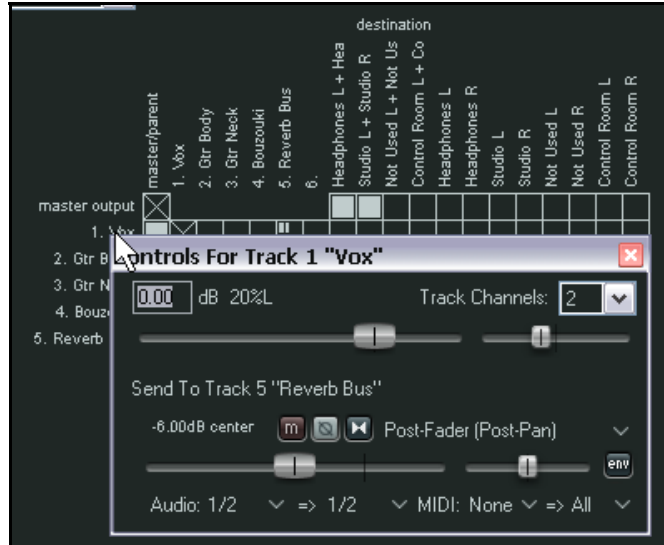 destination
master/parent
1. Vox
2. Gtr Body
3. Gtr Neck
4. Bouzouki
5. Reverb Bus
6.
Headphones L + Hea
Studio L + Studio R
Not Used L + Not Us
Control Room L + Co
Headphones L
Headphones R
Studio L
Studio R
Not Used L
Not Used R
Control Room L
Control Room R
master output
1. Vox
2. Gtr B
3. Gtr N
4. Bouz
5. Reverb
ontrols For Track 1 "Vox"
0.00 dB 20%L Track Channels: 2
Send To Track 5 "Reverb Bus"
-6.00dB center m Post-Fader (Post-Pan)
env
Audio: 1/2 => 1/2 MIDI: None => All